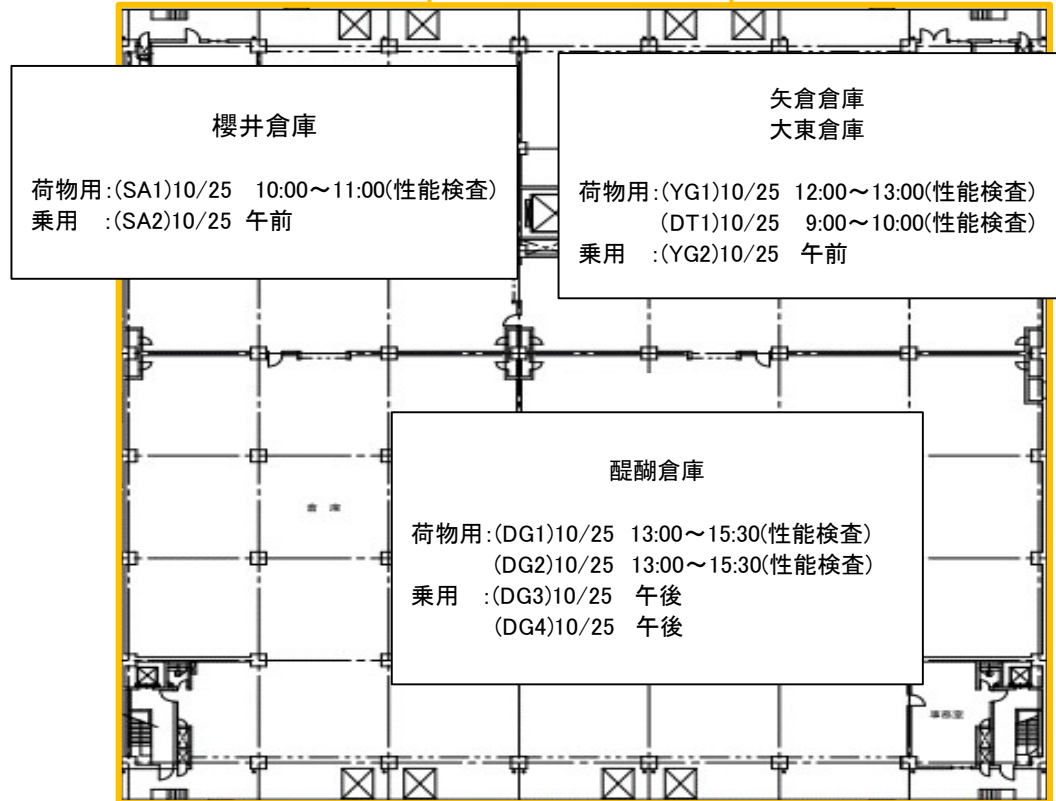 櫻井倉庫
荷物用:(SA1)10/25 10:00～11:00(性能検査)
乗用 :(SA2)10/25 午前
矢倉倉庫
大東倉庫
荷物用:(YG1)10/25 12:00～13:00(性能検査)
(DT1)10/25 9:00～10:00(性能検査)
乗用 :(YG2)10/25 午前
醍醐倉庫
荷物用:(DG1)10/25 13:00～15:30(性能検査)
(DG2)10/25 13:00～15:30(性能検査)
乗用 :(DG3)10/25 午後
(DG4)10/25 午後
倉 庫
事務室